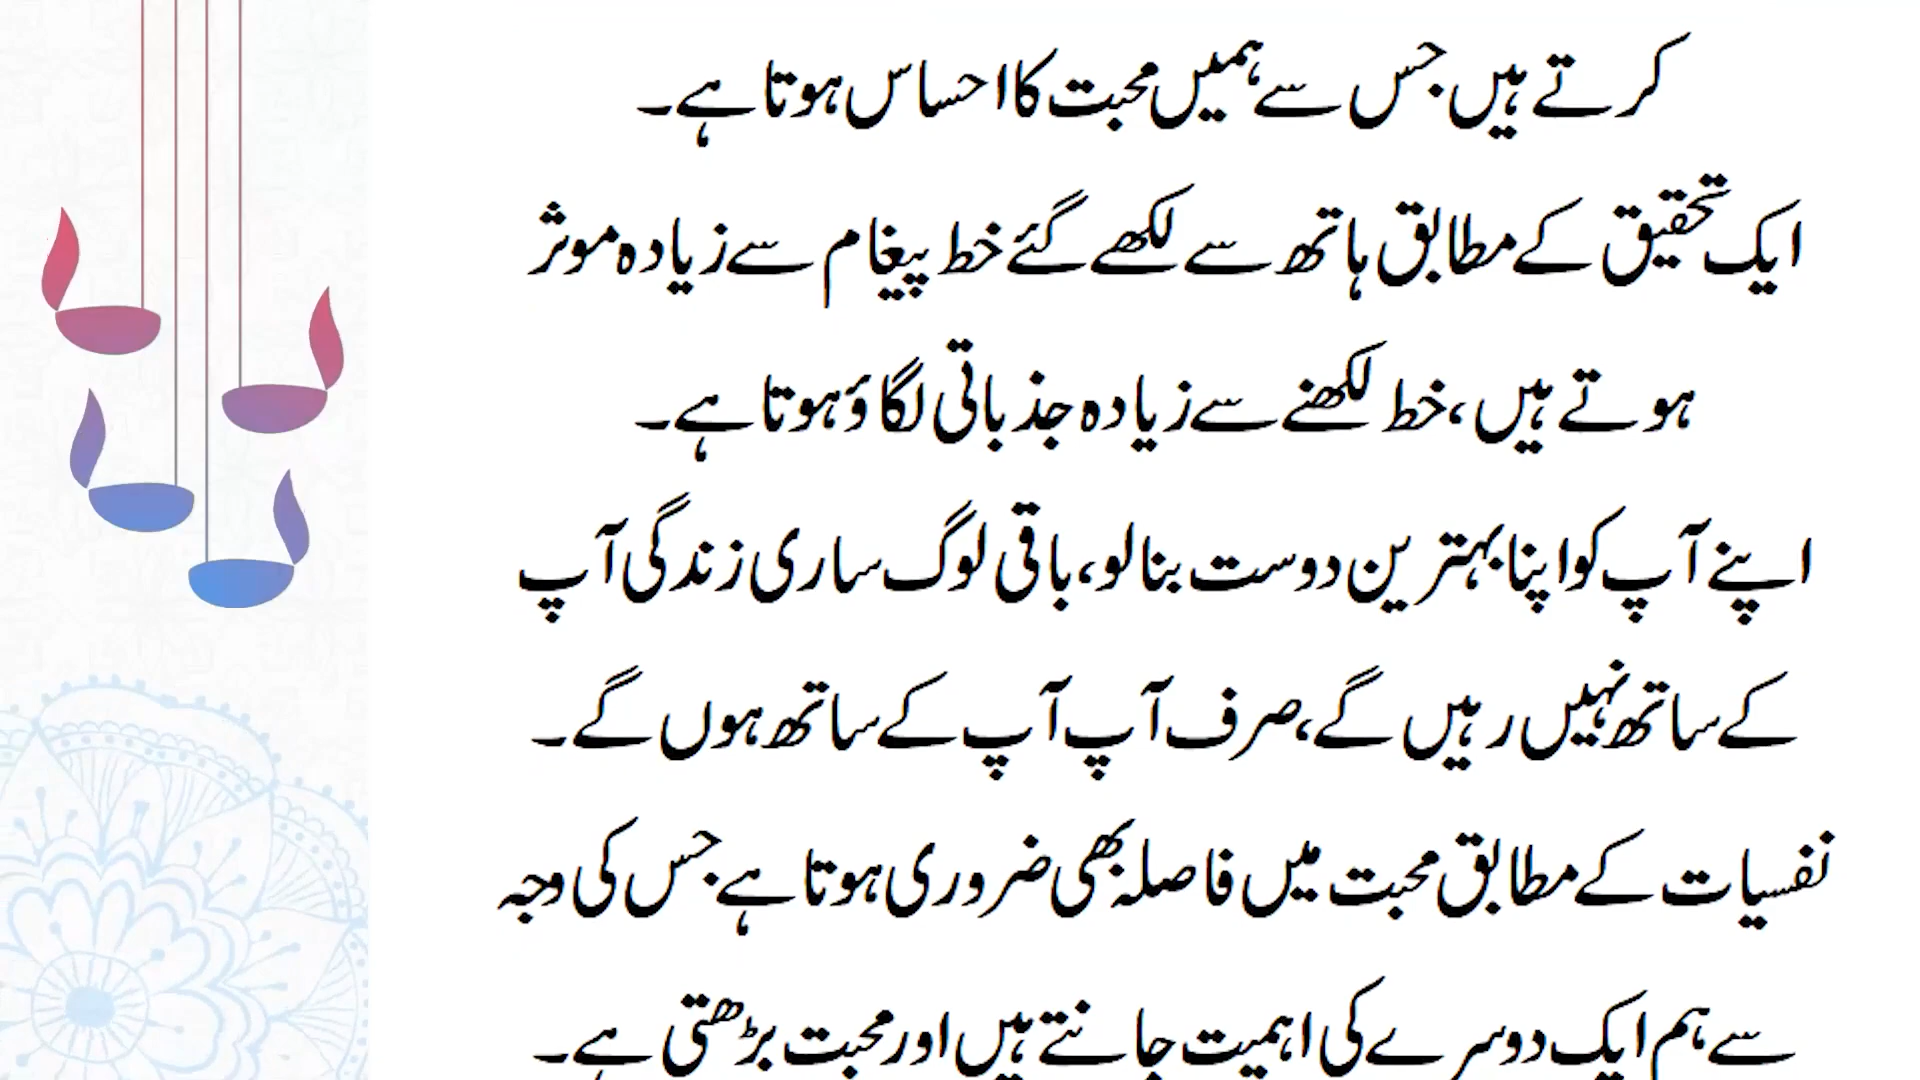 کرتے ہیں جس سے ہمیں محبت کا احساس ہوتا ہے۔
ایک تحقیق کے مطابق ہاتھ سے لکھے گئے خط پیغام سے زیادہ موثر
ہوتے ہیں، خط لکھنے سے زیادہ جذباتی لگاؤ ہوتا ہے۔
اپنے آپ کو اپنا بہترین دوست بنا لو، باقی لوگ ساری زندگی آپ
کے ساتھ نہیں رہیں گے، صرف آپ آپ کے ساتھ ہوں گے۔
نفسیات کے مطابق محبت میں فاصلہ بھی ضروری ہوتا ہے جس کی وجہ
سے ہم ایک دوسرے کی اہمیت جانتے ہیں اور محبت بڑھتی ہے۔